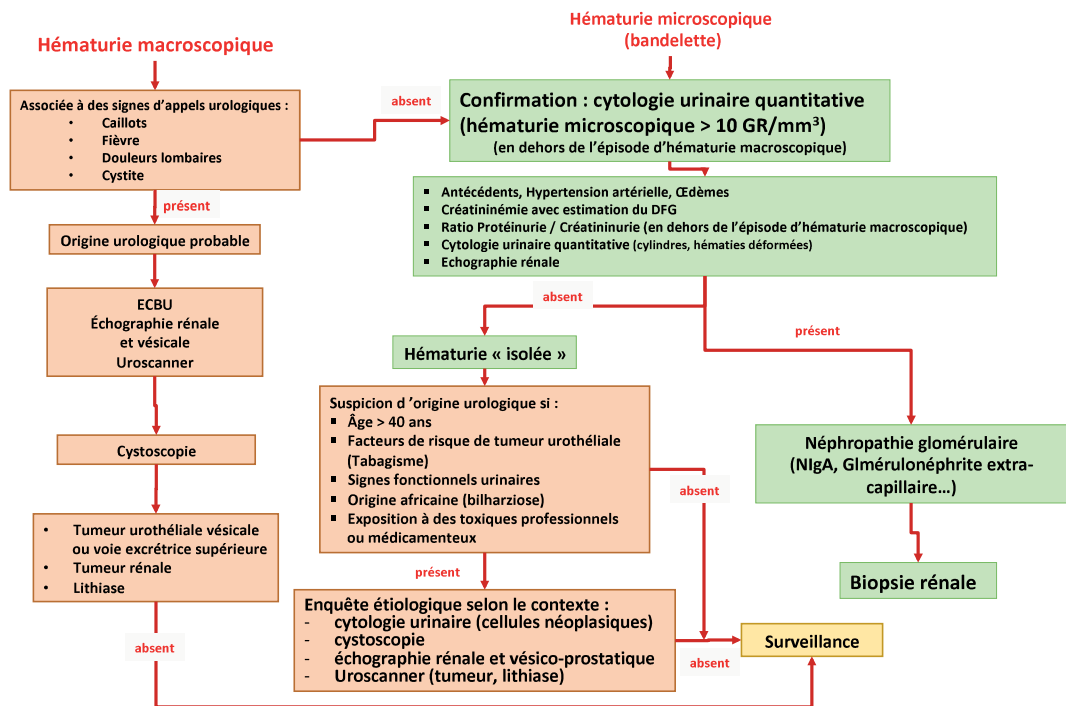 Hématurie macroscopique
Hématurie microscopique
(bandelette)
Associée à des signes d'appels urologiques :
• Caillots
• Fièvre
• Douleurs lombaires
• Cystite
absent
Confirmation : cytologie urinaire quantitative
(hématurie microscopique > 10 GR/mm³)
(en dehors de l'épisode d'hématurie macroscopique)
présent
Origine urologique probable
▪ Antécédents, Hypertension artérielle, Œdèmes
▪ Créatininémie avec estimation du DFG
▪ Ratio Protéinurie / Créatininurie (en dehors de l'épisode d'hématurie macroscopique)
▪ Cytologie urinaire quantitative (cylindres, hématies déformées)
▪ Echographie rénale
ECBU
Échographie rénale
et vésicale
Uroscanner
absent
présent
Hématurie « isolée »
Cystoscopie
Suspicion d 'origine urologique si :
▪ Âge > 40 ans
▪ Facteurs de risque de tumeur urothéliale
(Tabagisme)
▪ Signes fonctionnels urinaires
▪ Origine africaine (bilharziose)
▪ Exposition à des toxiques professionnels
ou médicamenteux
absent
Néphropathie glomérulaire
(NIgA, Glmérulonéphrite extra-
capillaire…)
• Tumeur urothéliale vésicale
ou voie excrétrice supérieure
• Tumeur rénale
• Lithiase
présent
Biopsie rénale
Enquête étiologique selon le contexte :
- cytologie urinaire (cellules néoplasiques)
- cystoscopie
- échographie rénale et vésico-prostatique
- Uroscanner (tumeur, lithiase)
absent
absent
Surveillance